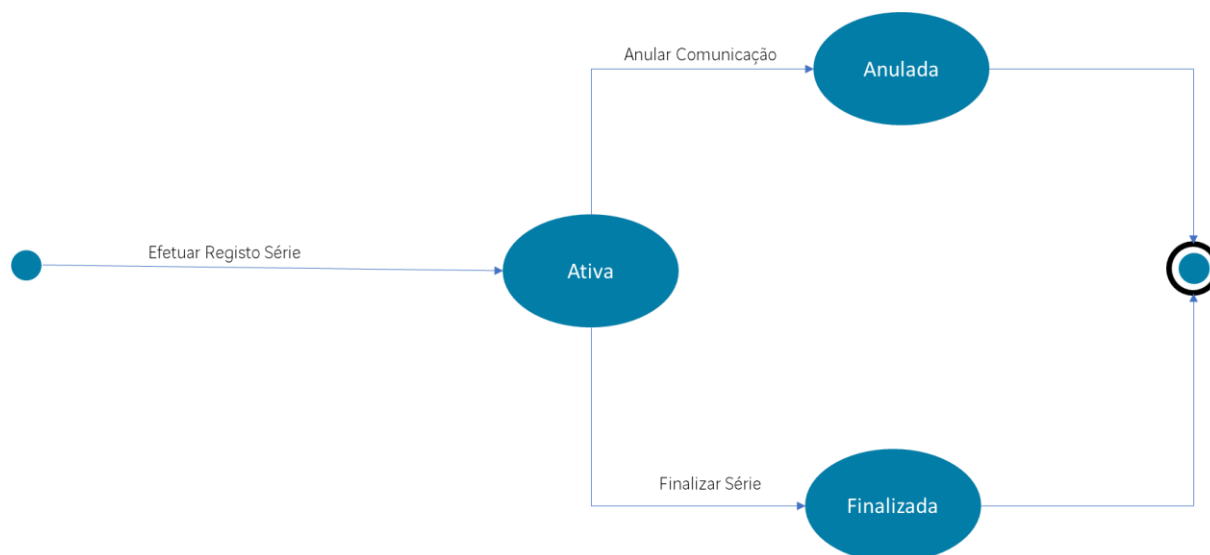 Anular Comunicação
Anulada
Efetuar Registo Série
Ativa
Finalizar Série
Finalizada